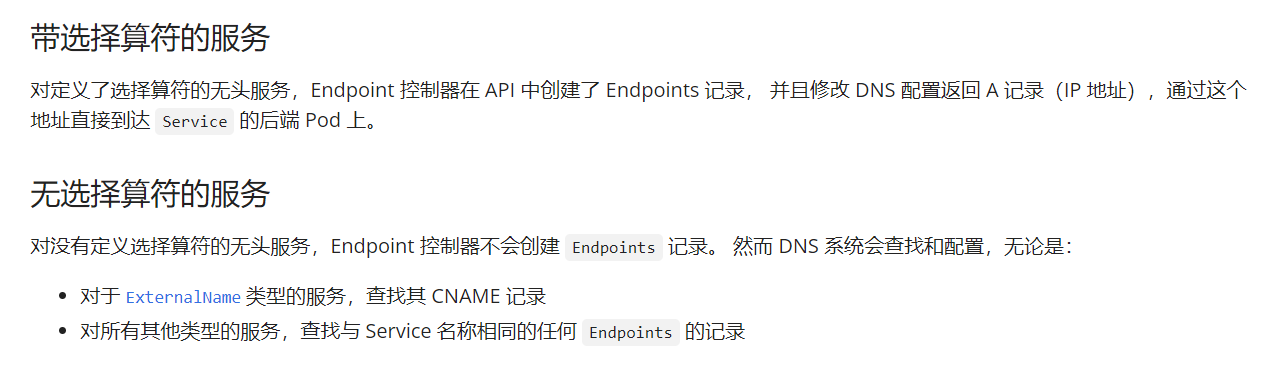 带选择算符的服务
对定义了选择算符的无头服务，Endpoint 控制器在 API 中创建了 Endpoints 记录， 并且修改 DNS 配置返回 A 记录（IP 地址），通过这个
地址直接到达 Service 的后端 Pod 上。
无选择算符的服务
对没有定义选择算符的无头服务，Endpoint 控制器不会创建 Endpoints 记录。 然而 DNS 系统会查找和配置，无论是：
• 对于 ExternalName 类型的服务，查找其 CNAME 记录
• 对所有其他类型的服务，查找与 Service 名称相同的任何 Endpoints 的记录